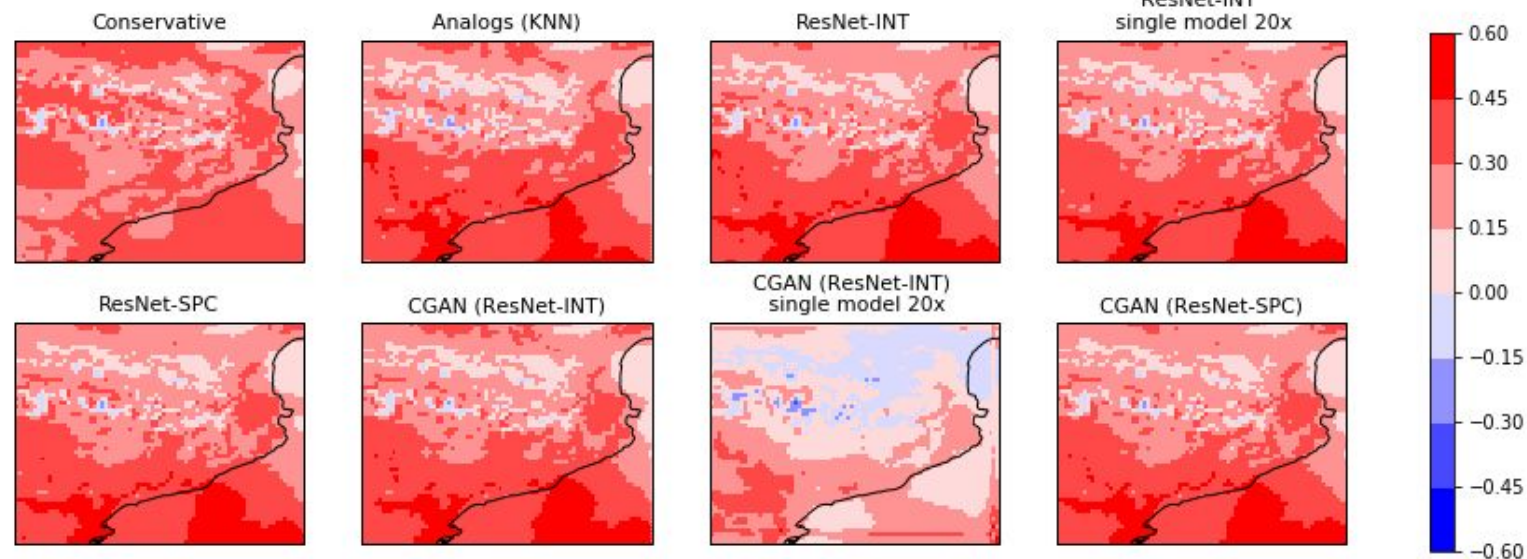 Conservative
Analogs (KNN)
ResNet-INT
ResNet-INT
single model 20x
ResNet-SPC
CGAN (ResNet-INT)
CGAN (ResNet-INT)
single model 20x
CGAN (ResNet-SPC)
0.60
0.45
0.30
0.15
0.00
−0.15
−0.30
−0.45
−0.60